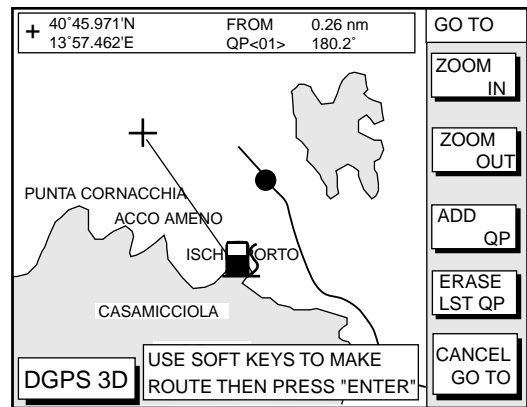 + 40°45.971'N FROM 0.26 nm
13°57.462'E QP<01> 180.2°
GO TO
ZOOM
IN
ZOOM
OUT
ADD
QP
ERASE
LST QP
CANCEL
GO TO
PUNTA CORNACCHIA
ACCO AMENO
ISCH PORTO
CASAMICCIOLA
DGPS 3D
USE SOFT KEYS TO MAKE
ROUTE THEN PRESS "ENTER"